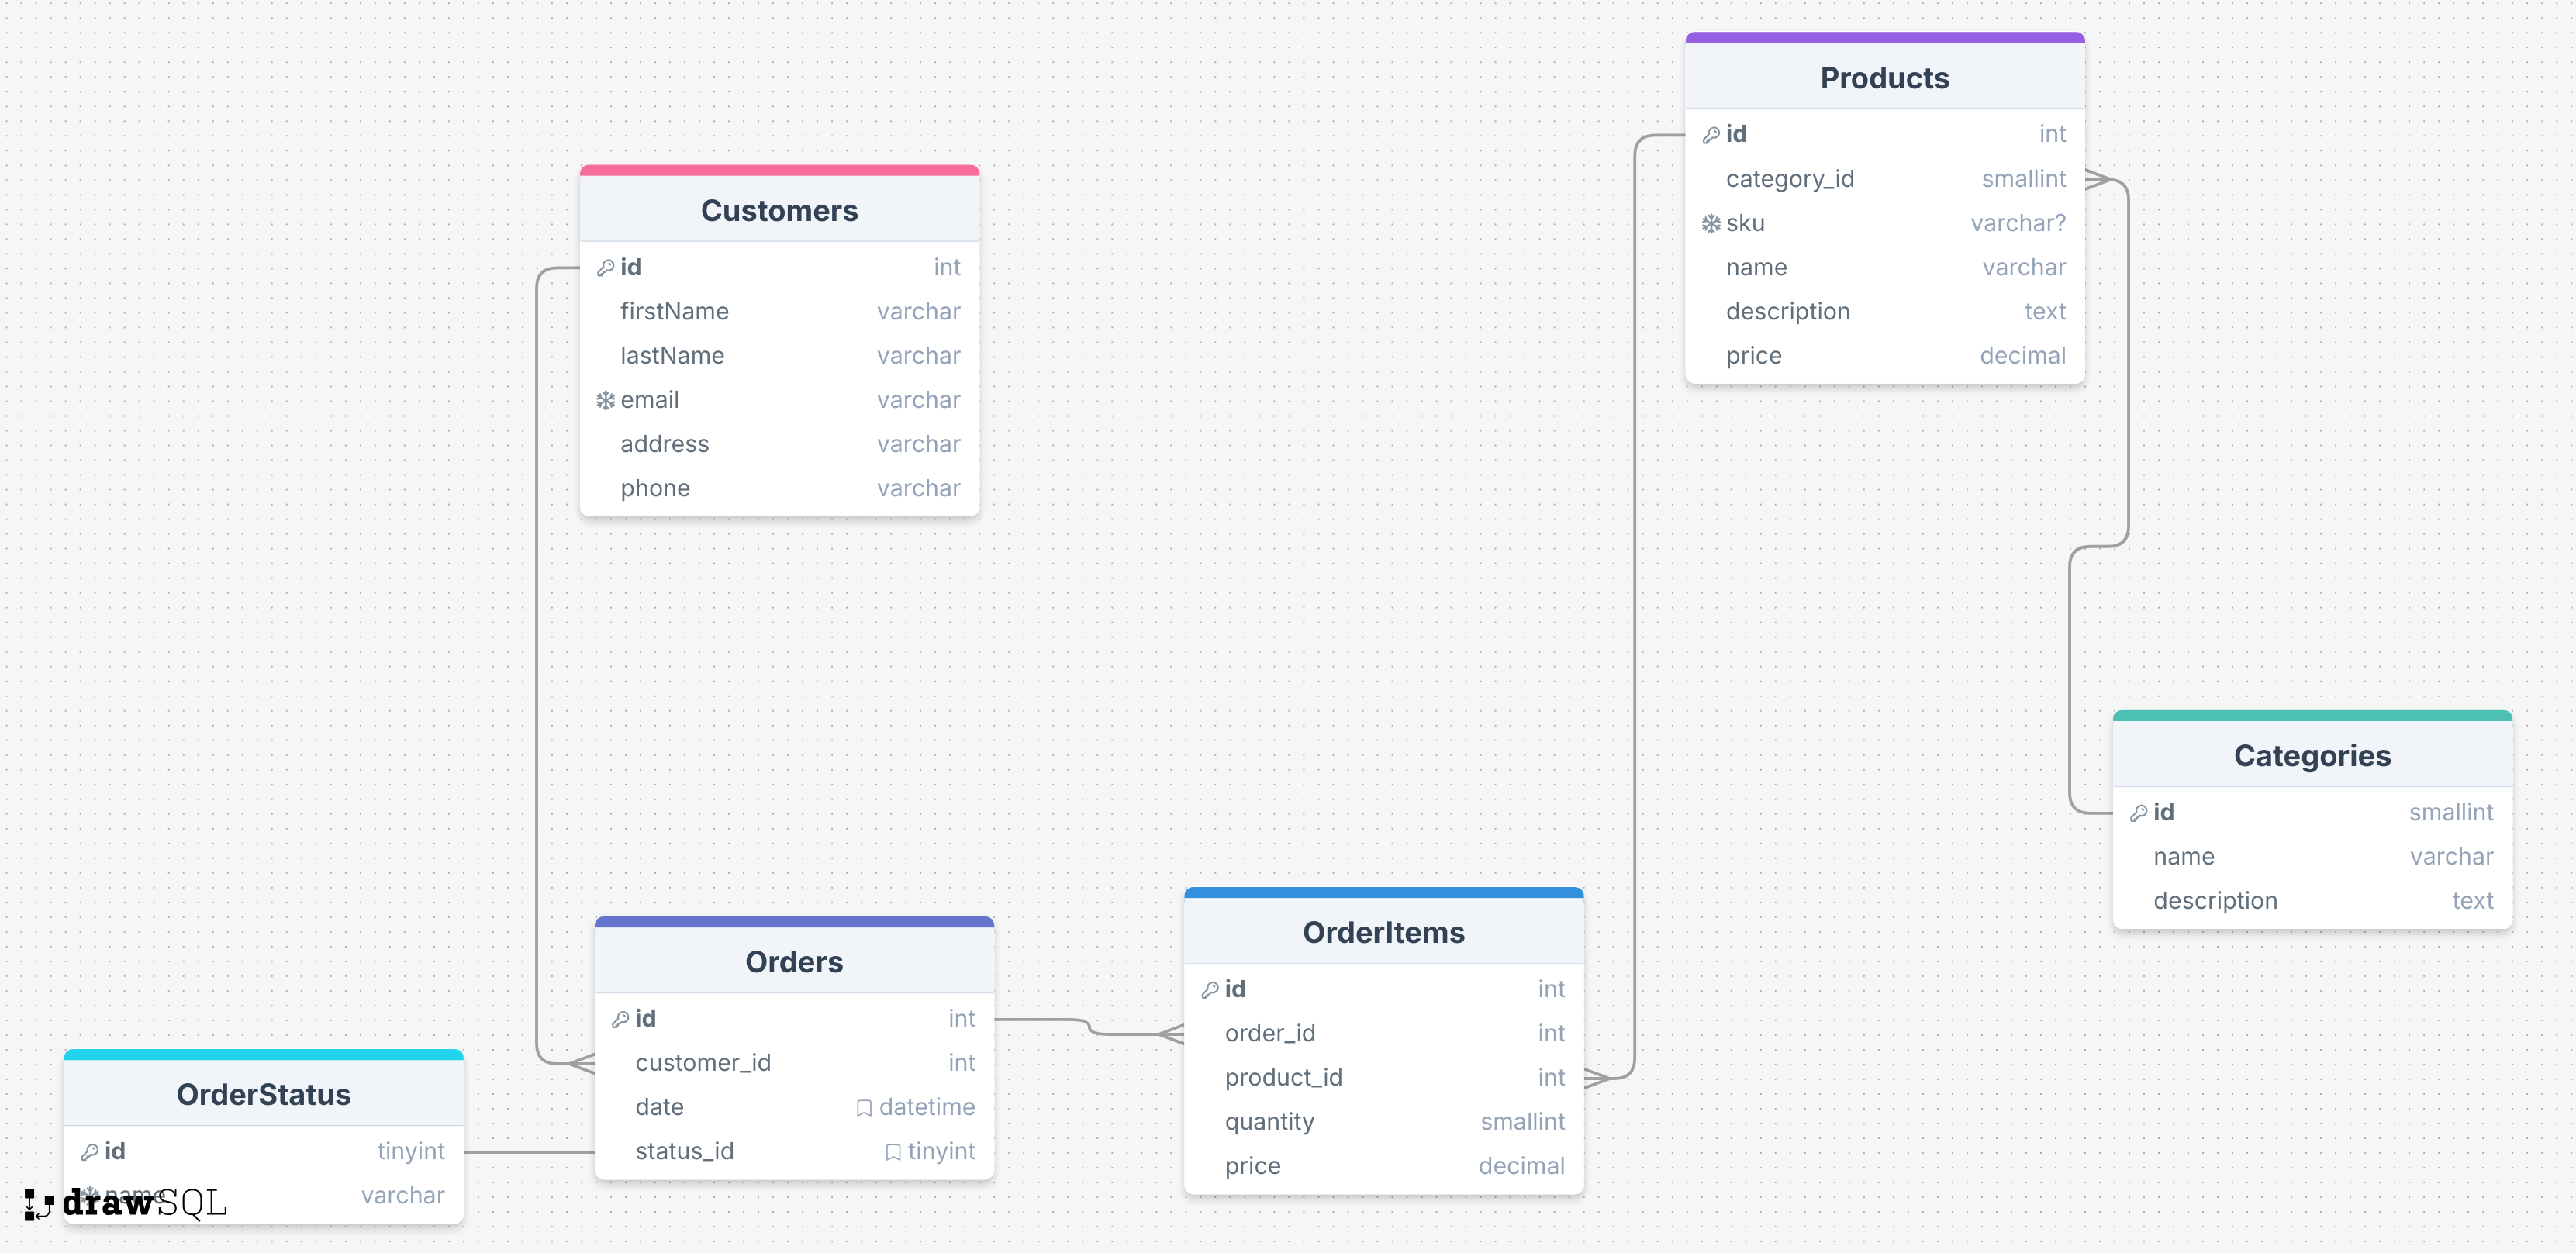 Products
id int
category_id smallint
sku varchar?
name varchar
description text
price decimal
Customers
id int
firstName varchar
lastName varchar
email varchar
address varchar
phone varchar
Categories
id smallint
name varchar
description text
OrderItems
id int
order_id int
product_id int
quantity smallint
price decimal
Orders
id int
customer_id int
date datetime
status_id tinyint
OrderStatus
id tinyint
name varchar
drawSQL